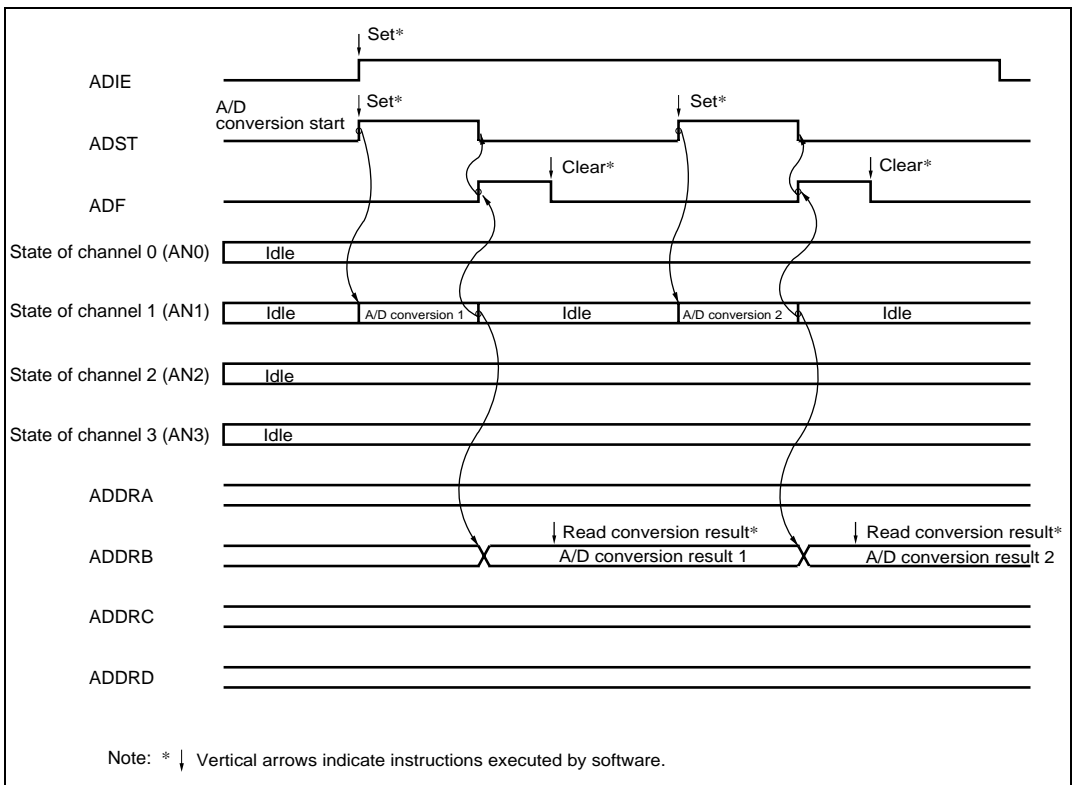 Set*
ADIE
A/D
conversion start
Set*
Set*
ADST
Clear*
Clear*
ADF
State of channel 0 (AN0) Idle
State of channel 1 (AN1) Idle A/D conversion 1 Idle A/D conversion 2 Idle
State of channel 2 (AN2) Idle
State of channel 3 (AN3) Idle
ADDRA
Read conversion result* Read conversion result*
ADDRB A/D conversion result 1 A/D conversion result 2
ADDRC
ADDRD
Note: * ↓ Vertical arrows indicate instructions executed by software.